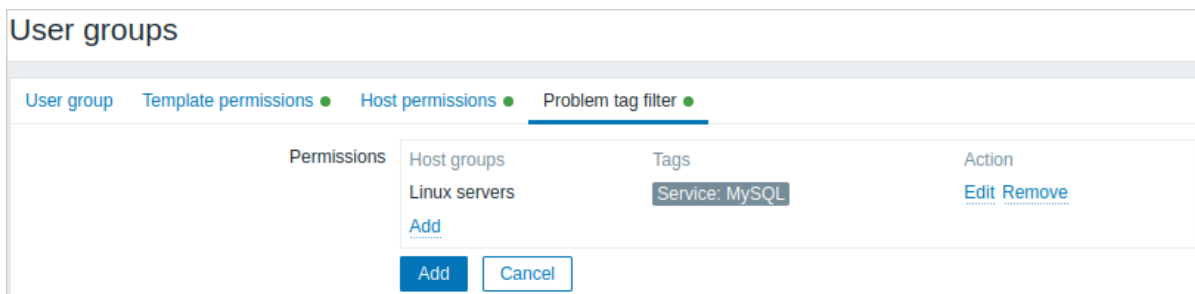 User groups
User group Template permissions Host permissions Problem tag filter
Permissions Host groups Tags Action
Linux servers Service: MySQL Edit Remove
Add
Add Cancel